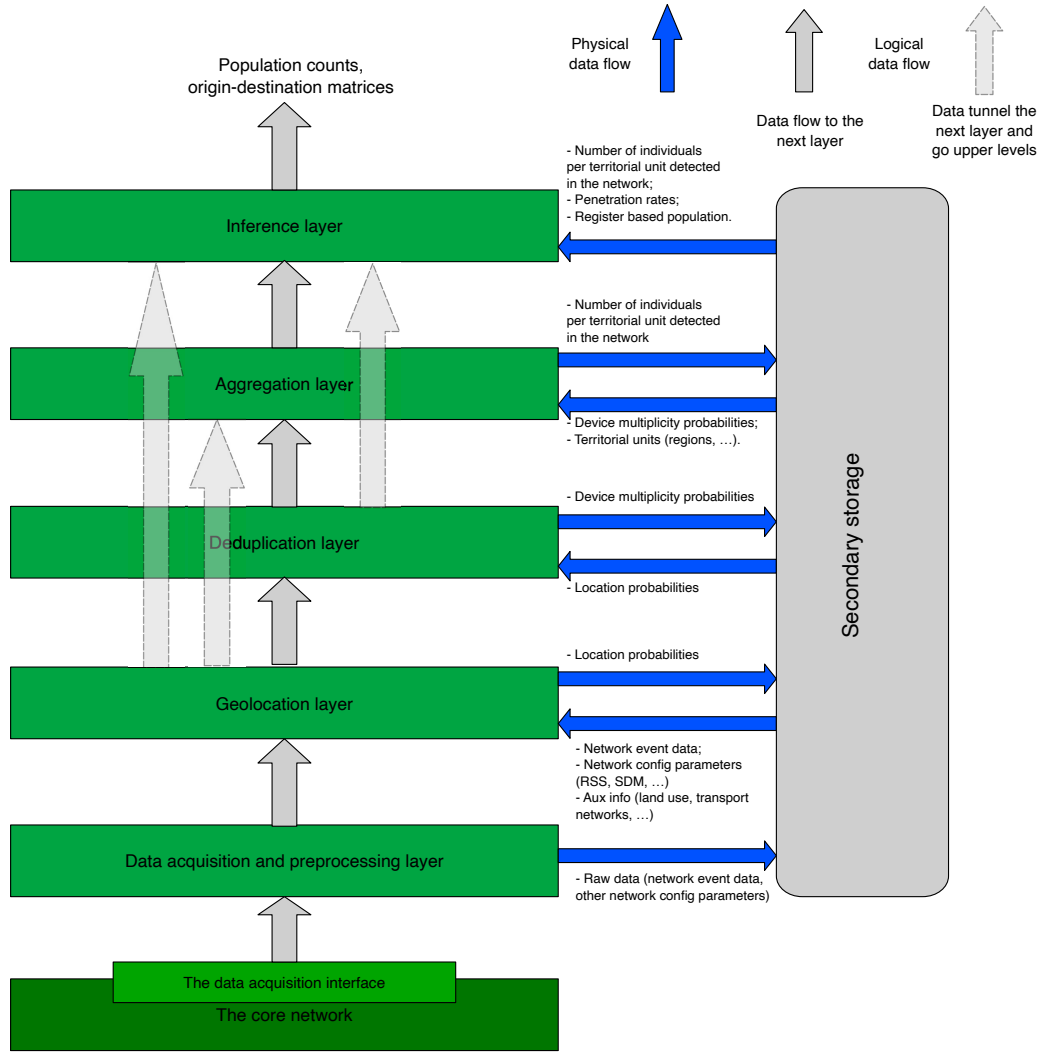 Physical
data flow
Logical
data flow
Data flow to the
next layer
Data tunnel the
next layer and
go upper levels
Population counts,
origin-destination matrices
- Number of individuals
per territorial unit detected
in the network;
- Penetration rates;
- Register based population.
Inference layer
- Number of individuals
per territorial unit detected
in the network
Aggregation layer
- Device multiplicity probabilities;
- Territorial units (regions, …).
- Device multiplicity probabilities
Deduplication layer
- Location probabilities
- Location probabilities
Geolocation layer
- Network event data;
- Network config parameters
(RSS, SDM, …)
- Aux info (land use, transport
networks, …)
Data acquisition and preprocessing layer
- Raw data (network event data,
other network config parameters)
Secondary storage
The data acquisition interface
The core network